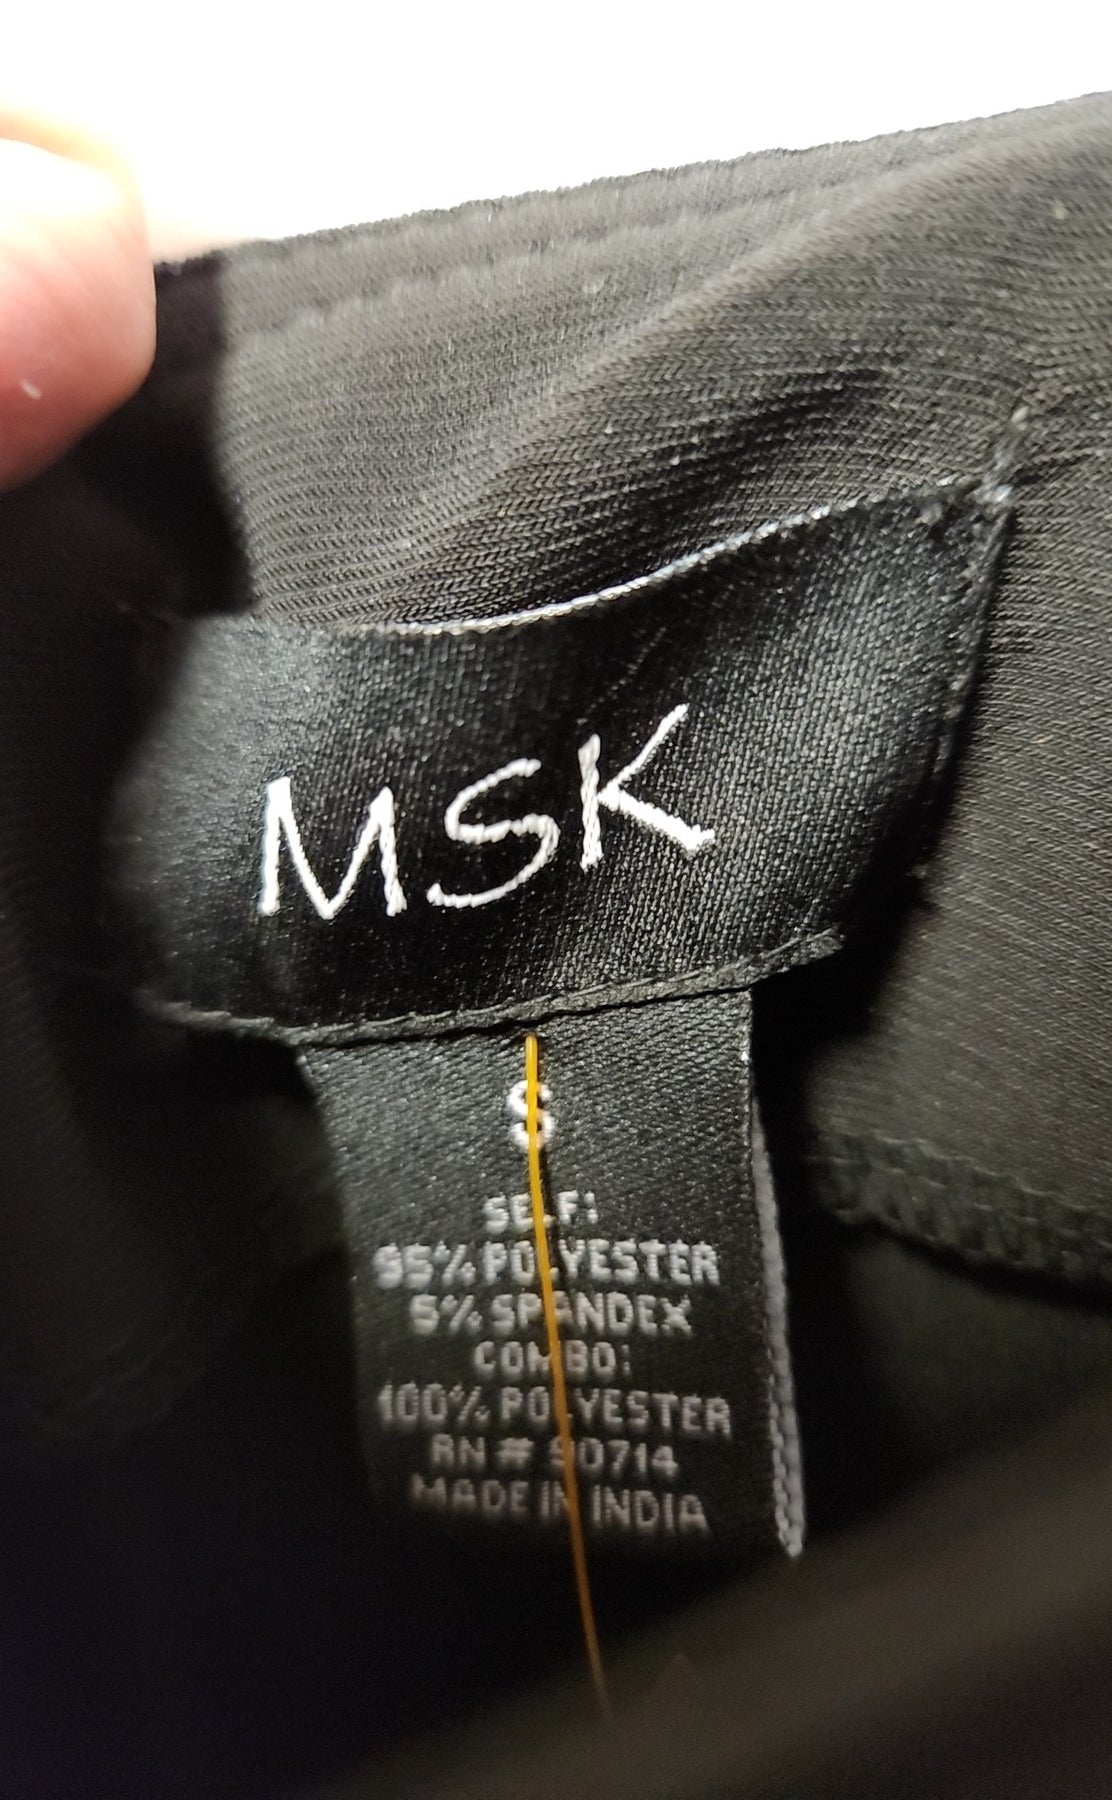 MSK
S
SELF:
95% POLYESTER
5% SPANDEX
COMBO:
100% POLYESTER
RN # 90714
MADE IN INDIA